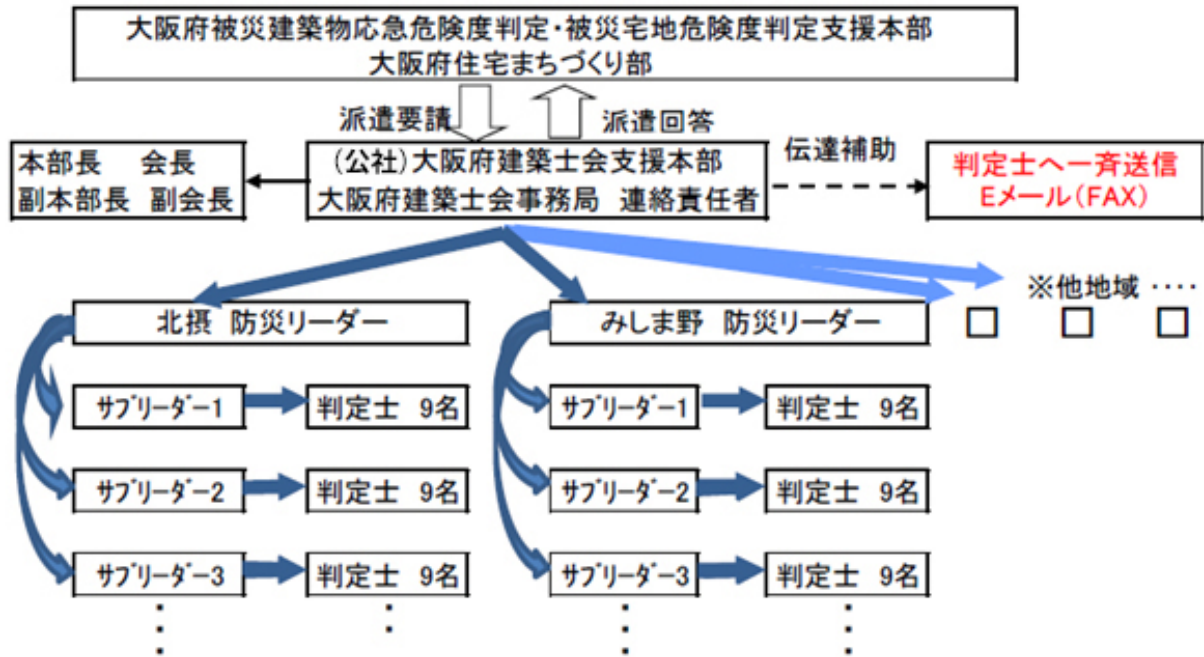 大阪府被災建築物応急危険度判定・被災宅地危険度判定支援本部
大阪府住宅まちづくり部
派遣要請
派遣回答
本部長 会長
副本部長 副会長
(公社)大阪府建築士会支援本部
大阪府建築士会事務局 連絡責任者
伝達補助
判定士へ一斉送信
Eメール(FAX)
※他地域 ‥‥
北摂 防災リーダー
みしま野 防災リーダー
□ □ □
ｻﾌﾞﾘｰﾀﾞｰ1
判定士 9名
ｻﾌﾞﾘｰﾀﾞｰ1
判定士 9名
ｻﾌﾞﾘｰﾀﾞｰ2
判定士 9名
ｻﾌﾞﾘｰﾀﾞｰ2
判定士 9名
ｻﾌﾞﾘｰﾀﾞｰ3
判定士 9名
ｻﾌﾞﾘｰﾀﾞｰ3
判定士 9名